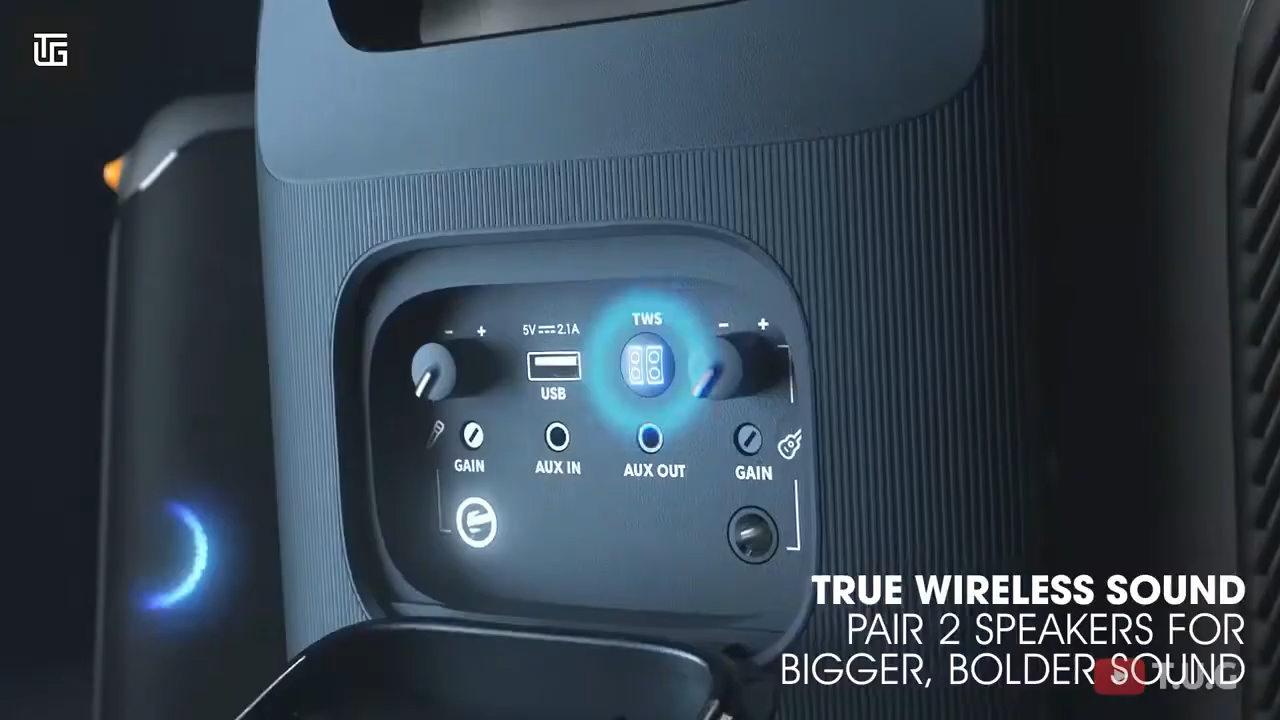 TUG
- +
5V 2.1A
TWS
- +
USB
GAIN
AUX IN
AUX OUT
GAIN
TRUE WIRELESS SOUND
PAIR 2 SPEAKERS FOR
BIGGER, BOLDER SOUND
T.U.G